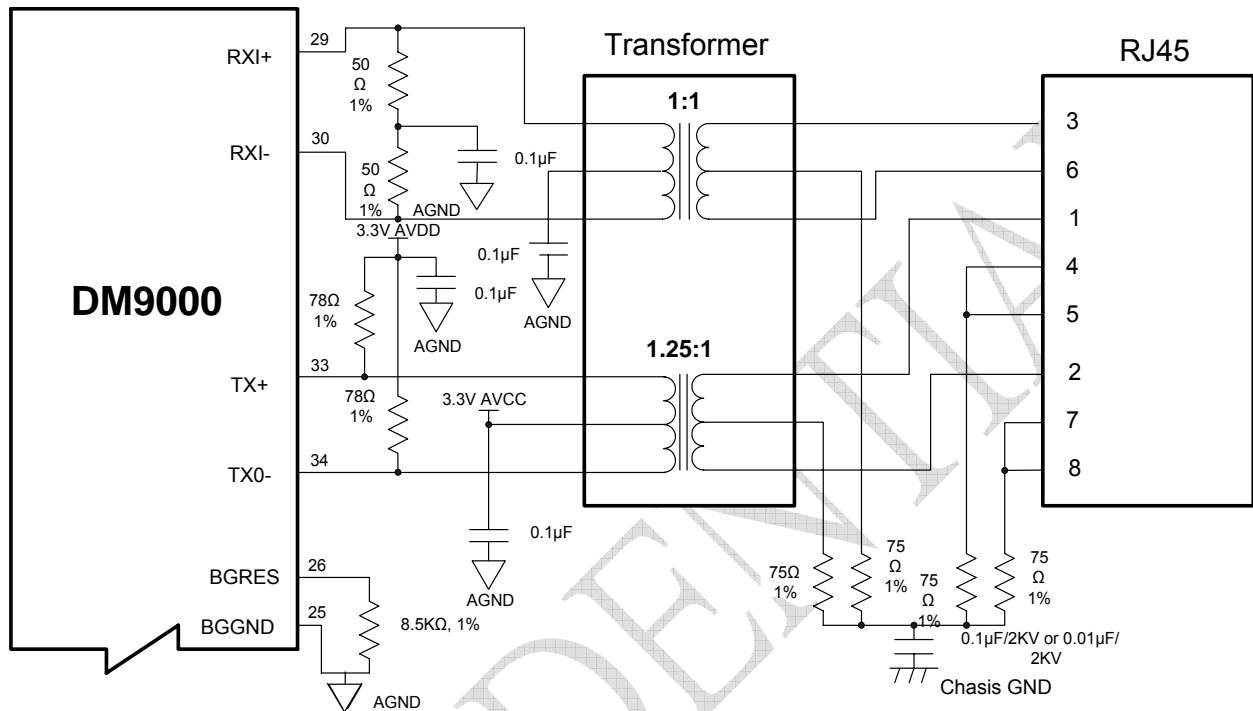 Transformer
RJ45
DM9000
RXI+
29
RXI-
30
TX+
33
TX0-
34
BGRES
26
BGGND
25
50
Ω
1%
50
Ω
1%
0.1µF
AGND
3.3V AVDD
0.1µF
AGND
0.1µF
AGND
78Ω
1%
78Ω
1%
3.3V AVCC
0.1µF
AGND
8.5KΩ, 1%
AGND
1:1
1.25:1
3
6
1
4
5
2
7
8
75Ω
1%
75
Ω
1%
75
Ω
1%
75
Ω
1%
0.1µF/2KV or 0.01µF/
2KV
Chasis GND
DENTIA